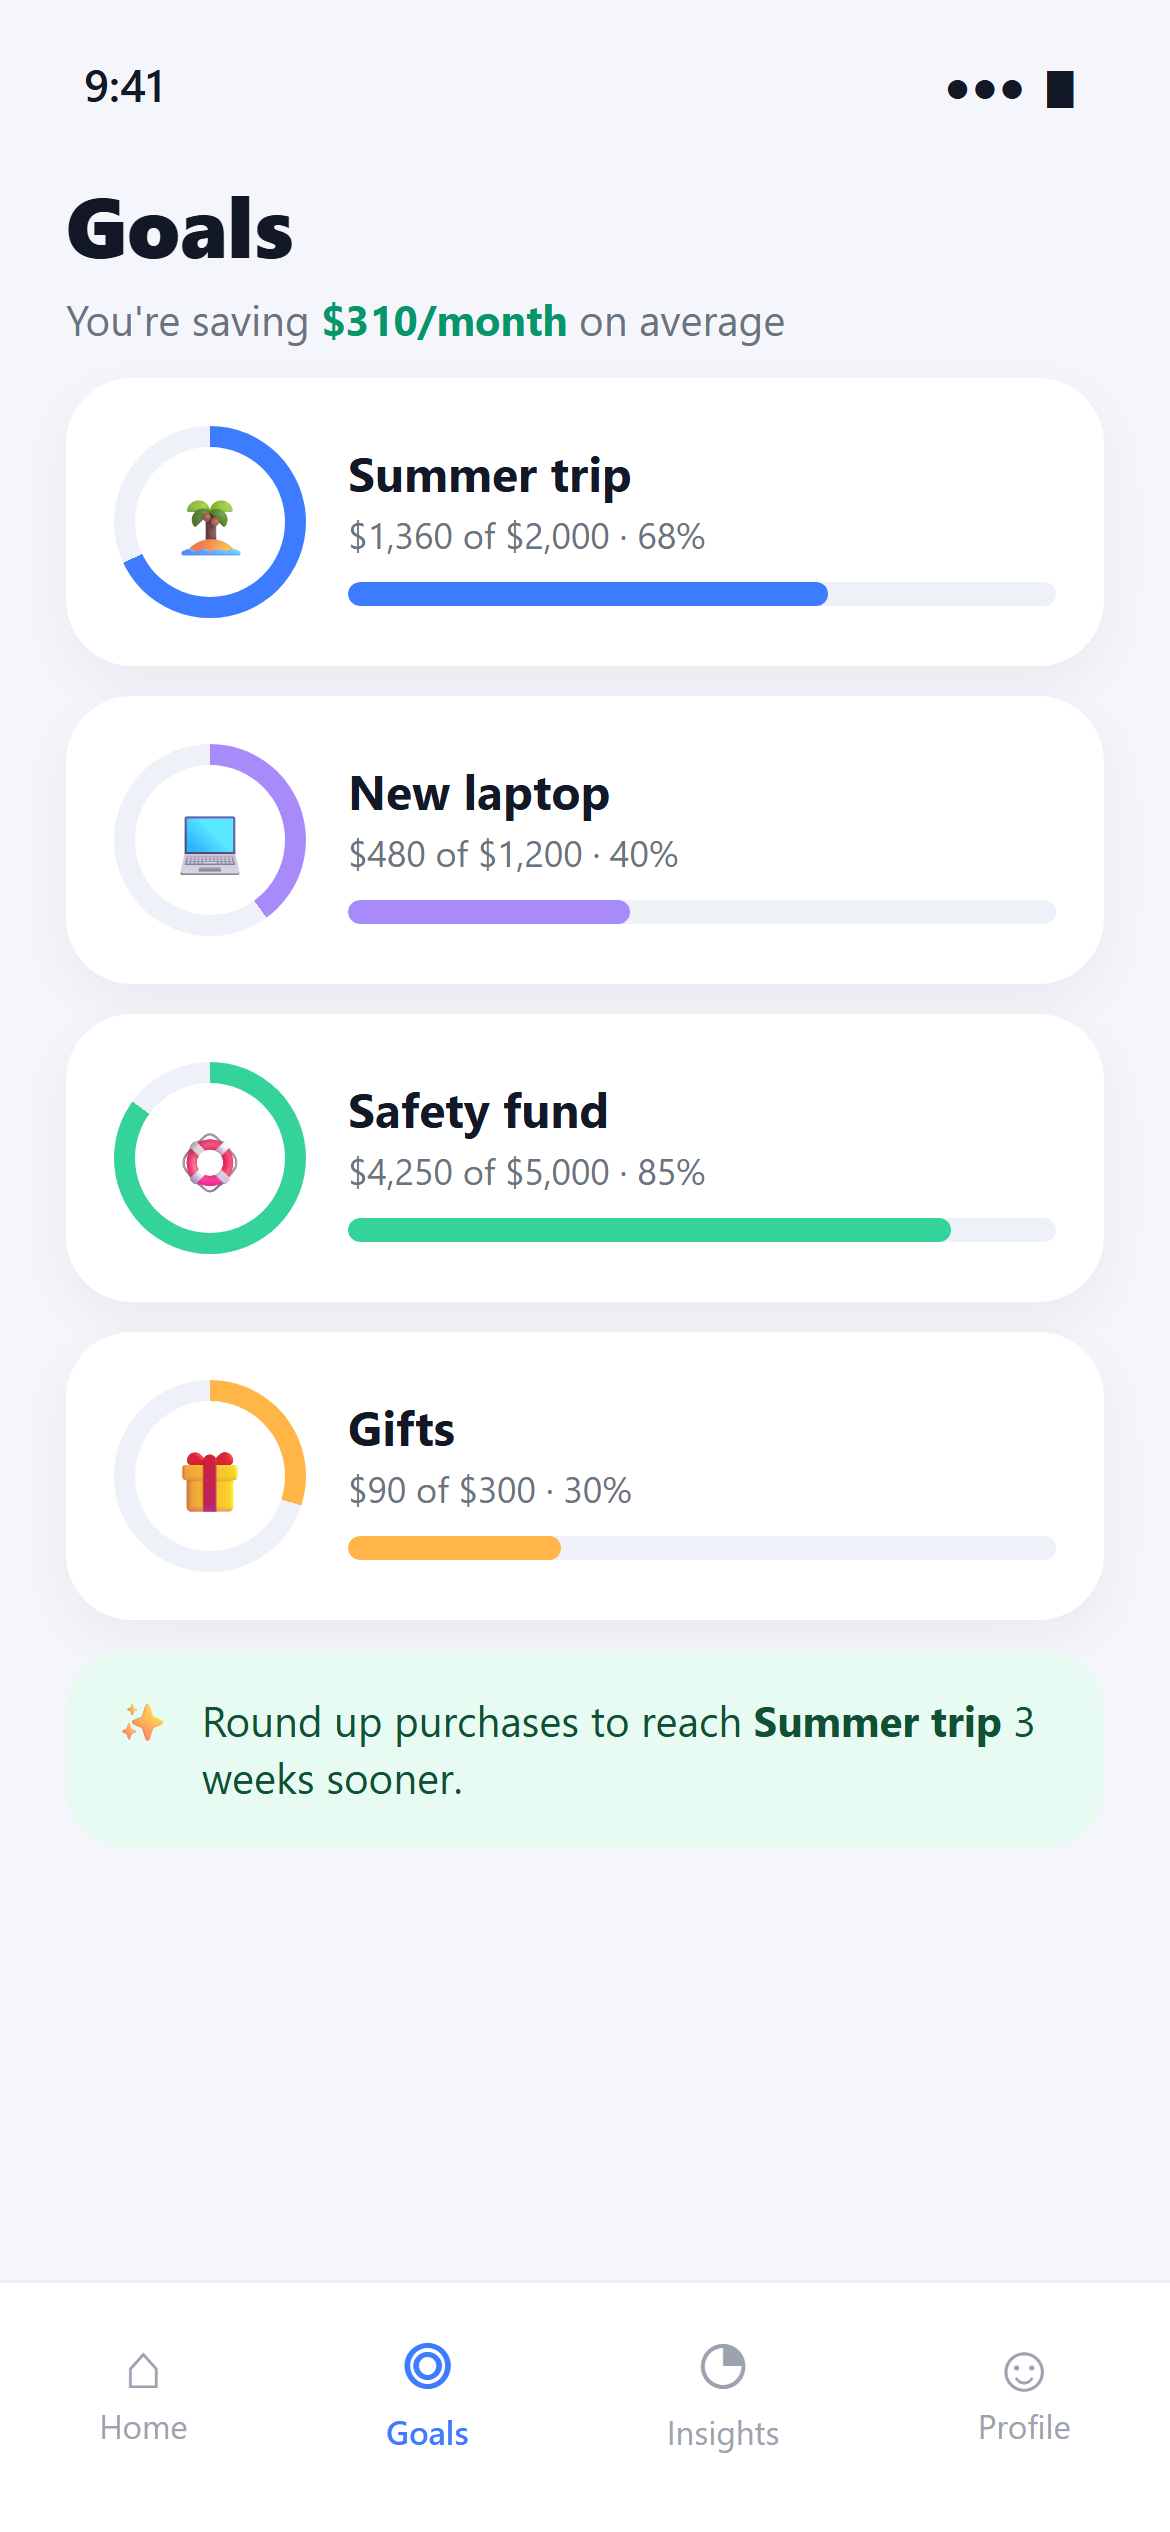 9:41
Goals
You're saving $310/month on average
Summer trip
$1,360 of $2,000 · 68%
New laptop
$480 of $1,200 · 40%
Safety fund
$4,250 of $5,000 · 85%
Gifts
$90 of $300 · 30%
Round up purchases to reach Summer trip 3
weeks sooner.
Home
Goals
Insights
Profile